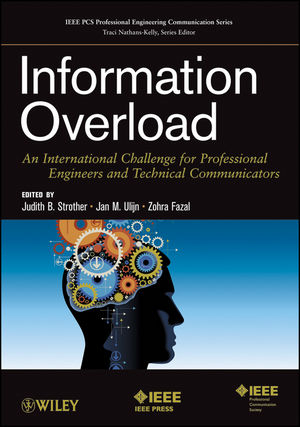 IEEE PCS Professional Engineering Communication Series
Traci Nathans-Kelly, Series Editor
Information
Overload
An International Challenge for Professional
Engineers and Technical Communicators
EDITED BY
Judith B. Strother • Jan M. Ulijn • Zohra Fazal
WILEY
IEEE
IEEE PRESS
IEEE
Professional
Communication
Society